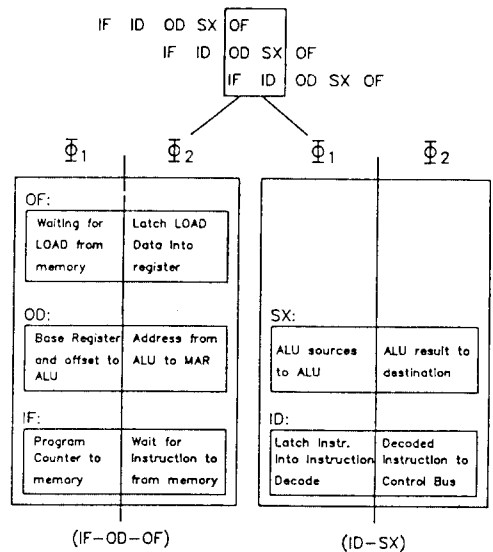 IF ID OD SX OF
IF ID OD SX OF
IF ID OD SX OF
Φ1 Φ2
OF:
Waiting for
LOAD from
memory
Latch LOAD
Data into
register
OD:
Base Register
and offset to
ALU
Address from
ALU to MAR
IF:
Program
Counter to
memory
Wait for
Instruction to
from memory
(IF-OD-OF)
Φ1 Φ2
SX:
ALU sources
to ALU
ALU result to
destination
ID:
Latch Instr.
Into Instruction
Decode
Decoded
Instruction to
Control Bus
(ID-SX)